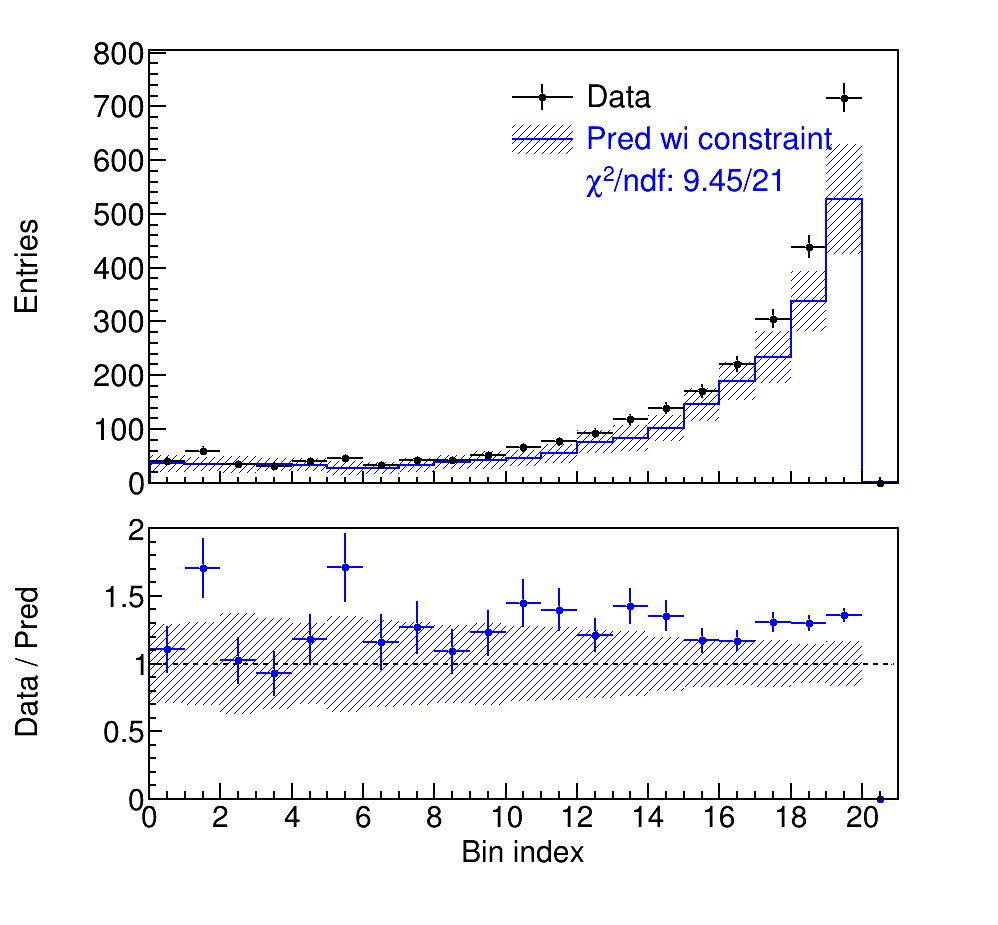 800
700
600
500
400
300
200
100
0
Entries
Data
Pred wi constraint
χ²/ndf: 9.45/21
2
1.5
1
0.5
0
Data / Pred
0 2 4 6 8 10 12 14 16 18 20
Bin index